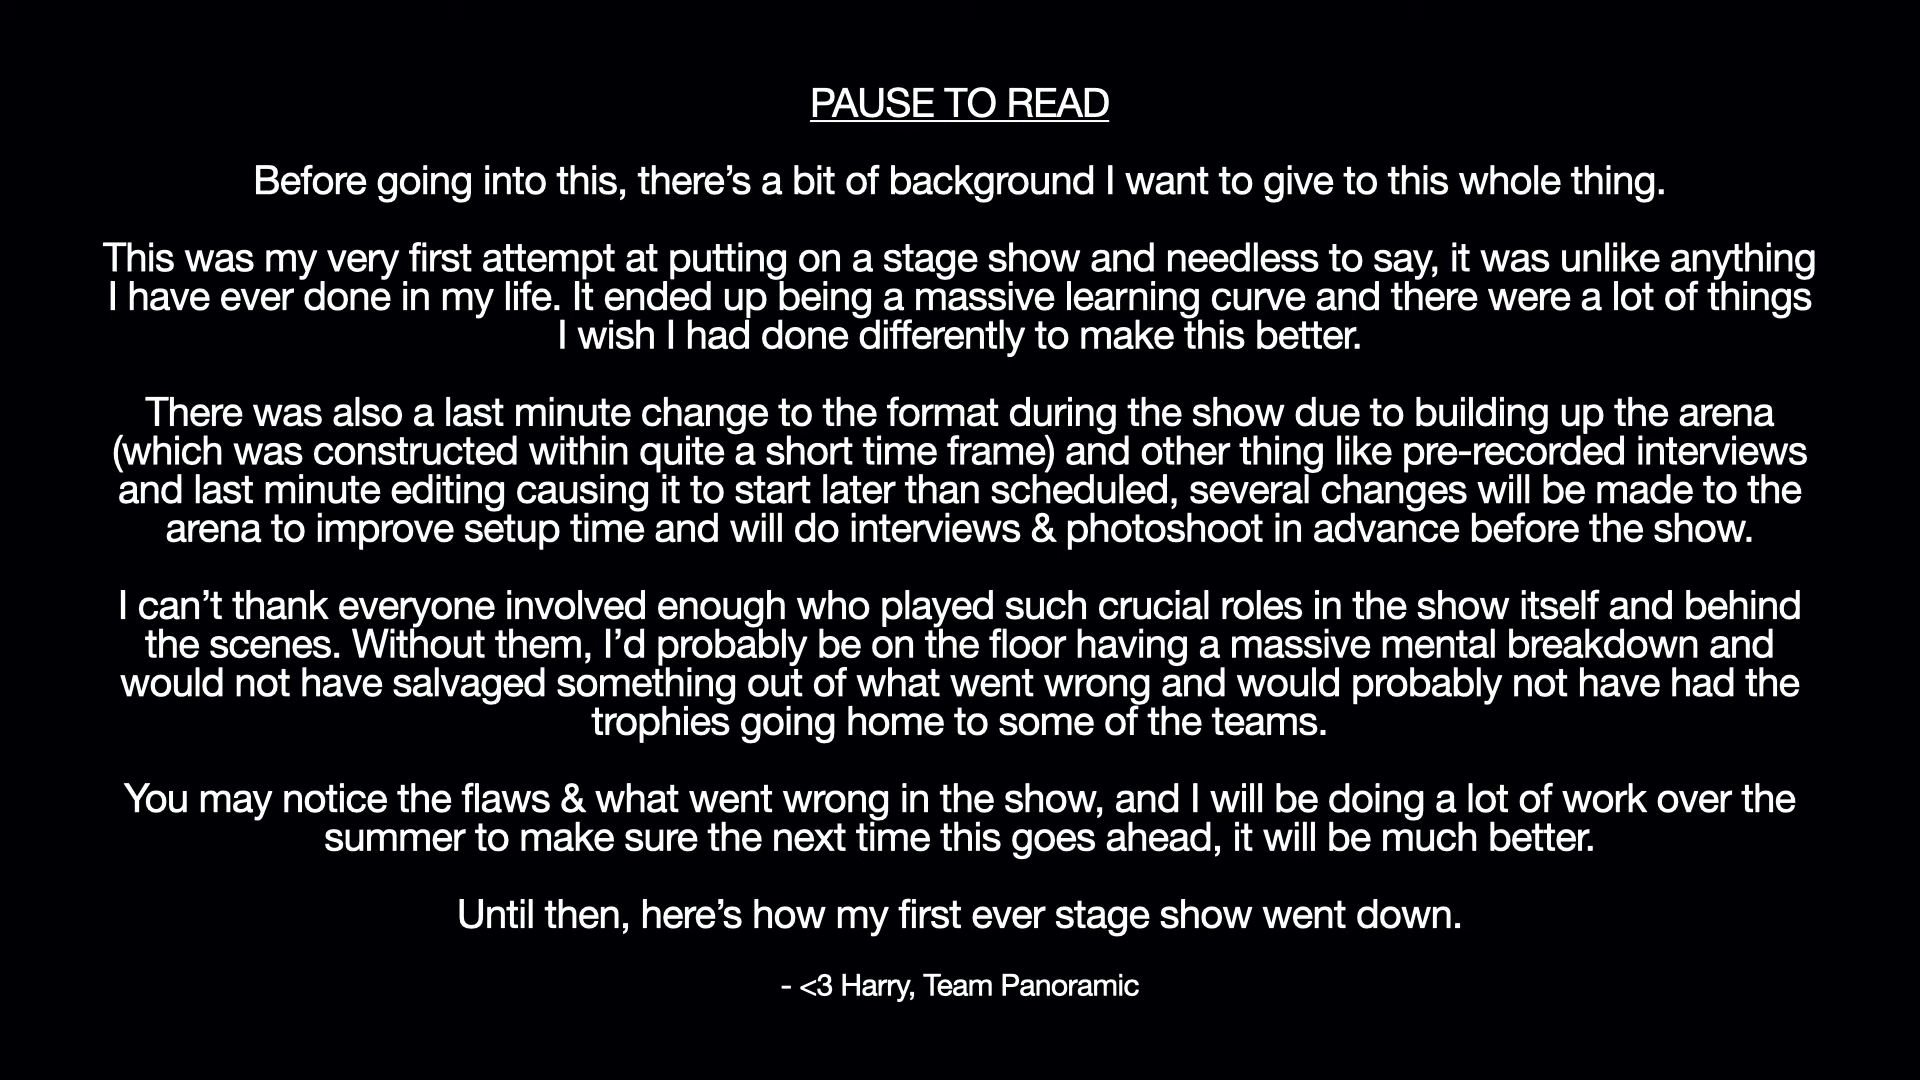 PAUSE TO READ
Before going into this, there’s a bit of background I want to give to this whole thing.
This was my very first attempt at putting on a stage show and needless to say, it was unlike anything
I have ever done in my life. It ended up being a massive learning curve and there were a lot of things
I wish I had done differently to make this better.
There was also a last minute change to the format during the show due to building up the arena
(which was constructed within quite a short time frame) and other thing like pre-recorded interviews
and last minute editing causing it to start later than scheduled, several changes will be made to the
arena to improve setup time and will do interviews & photoshoot in advance before the show.
I can’t thank everyone involved enough who played such crucial roles in the show itself and behind
the scenes. Without them, I’d probably be on the floor having a massive mental breakdown and
would not have salvaged something out of what went wrong and would probably not have had the
trophies going home to some of the teams.
You may notice the flaws & what went wrong in the show, and I will be doing a lot of work over the
summer to make sure the next time this goes ahead, it will be much better.
Until then, here’s how my first ever stage show went down.
- <3 Harry, Team Panoramic